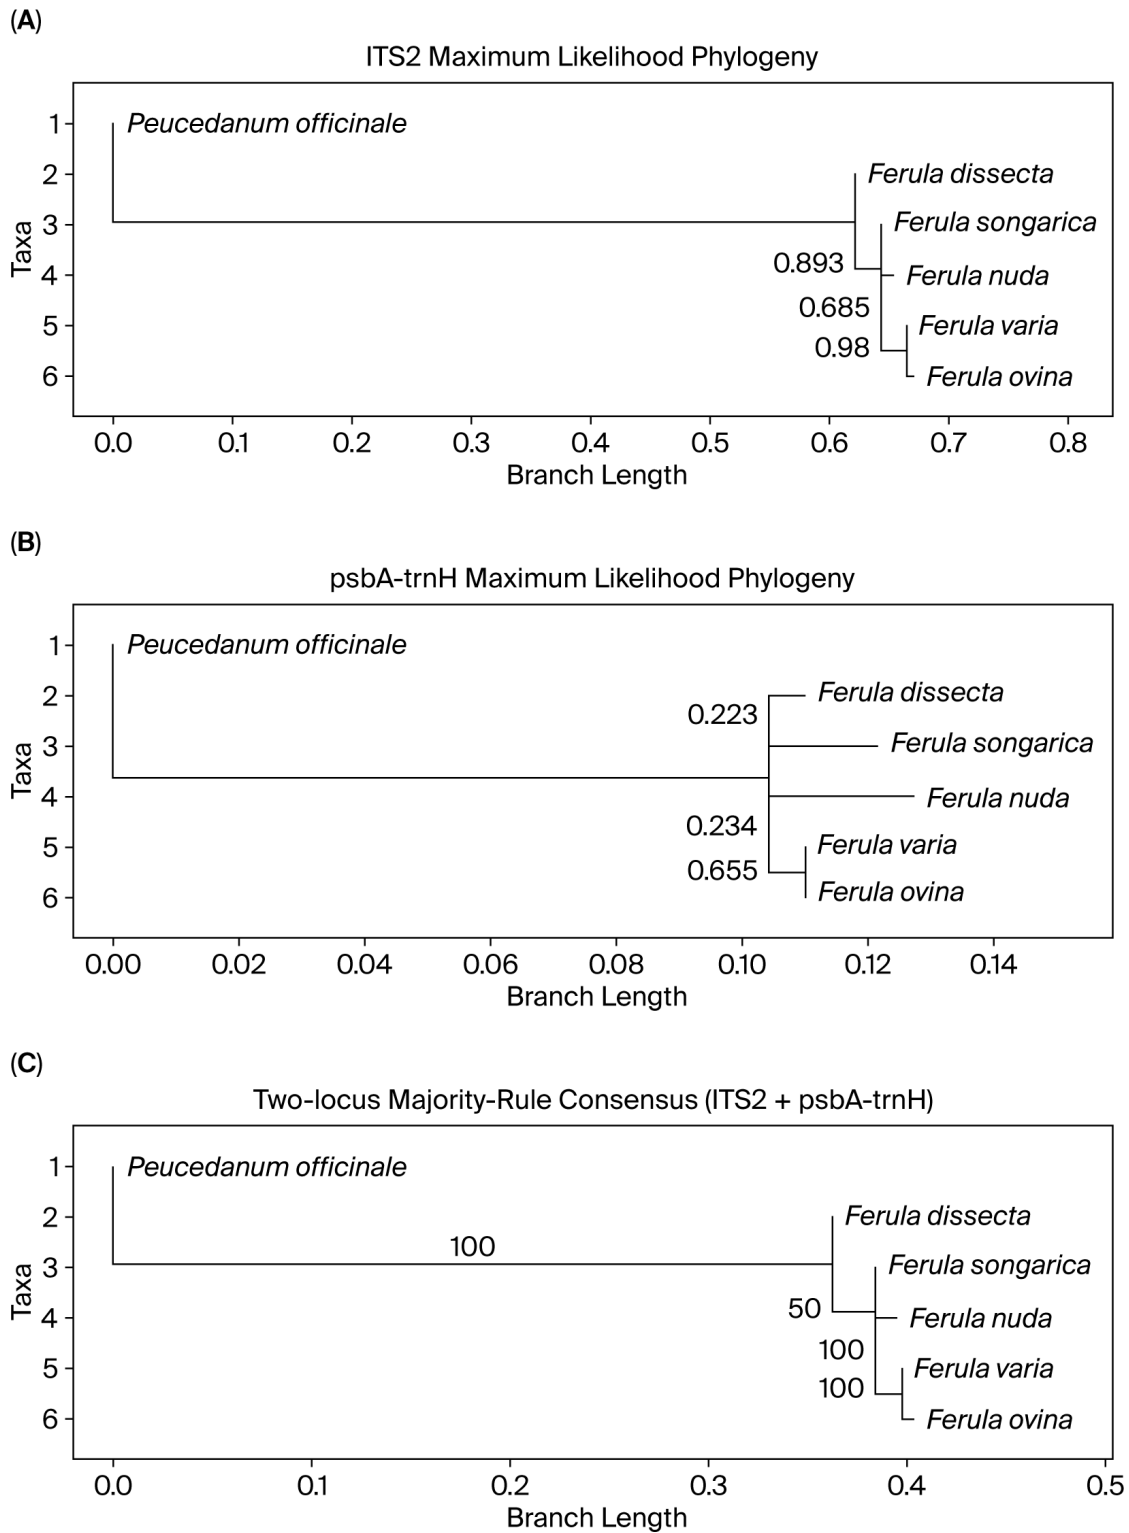 (A)
ITS2 Maximum Likelihood Phylogeny
Taxa
1
Peucedanum officinale
2
Ferula dissecta
3
Ferula songarica
0.893
4
Ferula nuda
0.685
5
Ferula varia
0.98
6
Ferula ovina
0.0 0.1 0.2 0.3 0.4 0.5 0.6 0.7 0.8
Branch Length
(B)
psbA-trnH Maximum Likelihood Phylogeny
Taxa
1
Peucedanum officinale
2
Ferula dissecta
0.223
3
Ferula songarica
4
Ferula nuda
0.234
5
Ferula varia
0.655
6
Ferula ovina
0.00 0.02 0.04 0.06 0.08 0.10 0.12 0.14
Branch Length
(C)
Two-locus Majority-Rule Consensus (ITS2 + psbA-trnH)
Taxa
1
Peucedanum officinale
2
Ferula dissecta
100
3
Ferula songarica
50
4
Ferula nuda
100
5
Ferula varia
100
6
Ferula ovina
0.0 0.1 0.2 0.3 0.4 0.5
Branch Length